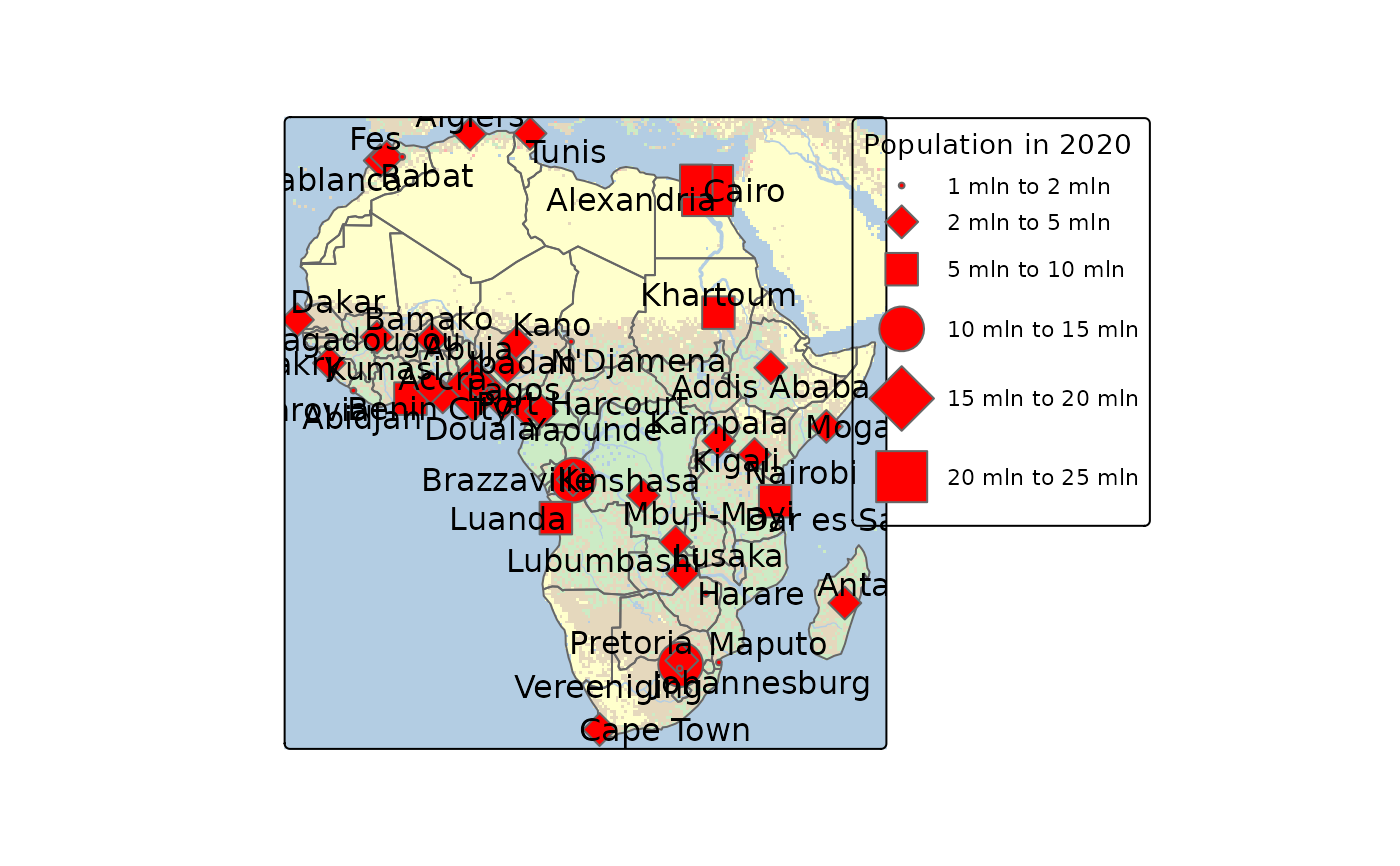 Algiers
Fes
Tunis
Rabat
ablanca
Alexandria
Cairo
Khartoum
Dakar
Bamako
Kano
agadougou
Abuja
Ibadan
N'Djamena
Kumasi
Accra
Lagos
Addis Ababa
Benin City
Port Harcourt
Abidjan
Douala
Yaounde
Kampala
Moga
Kigali
Nairobi
Brazzaville
Kinshasa
Mbuji-Mayi
Luanda
Dar es Sa
Lubumbashi
Lusaka
Harare
Anta
Pretoria
Maputo
Vereeniging
Johannesburg
Cape Town
Population in 2020
1 mln to 2 mln
2 mln to 5 mln
5 mln to 10 mln
10 mln to 15 mln
15 mln to 20 mln
20 mln to 25 mln